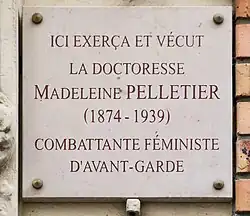 ICI EXERÇA ET VÉCUT
LA DOCTORESSE
MADELEINE PELLETIER
(1874-1939)
COMBATTANTE FÉMINISTE
D'AVANT-GARDE